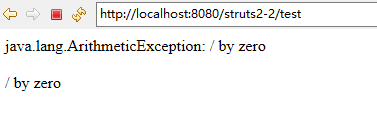 http://localhost:8080/struts2-2/test
java.lang.ArithmeticException: / by zero
/ by zero